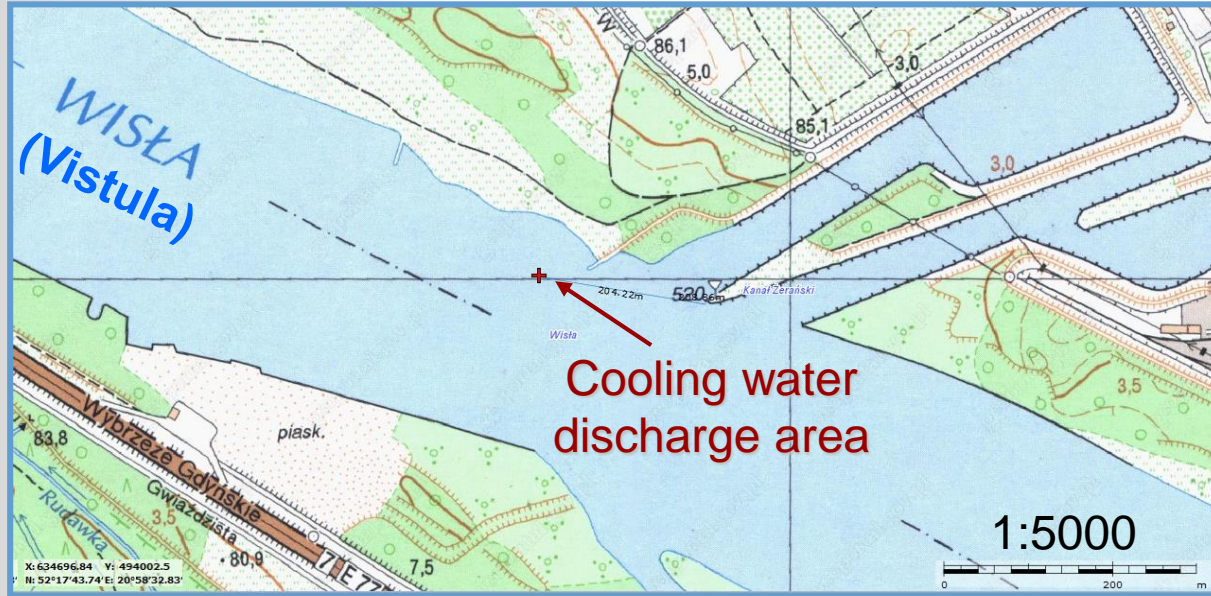 86,1
5,0
3,0
85,1
3,0
WISŁA
(Vistula)
204.22m
520
Kanał Żerański
Wisła
Cooling water
discharge area
3,5
piask.
Wybrzeże Gdyńskie
83,8
Gwiaździsta
Rudawka
3,5
80,9
7
E 77
7,5
1:5000
X:634696.84 Y: 494002.5
N: 52°17'43.74' E: 20°58'32.83'
0
200
m